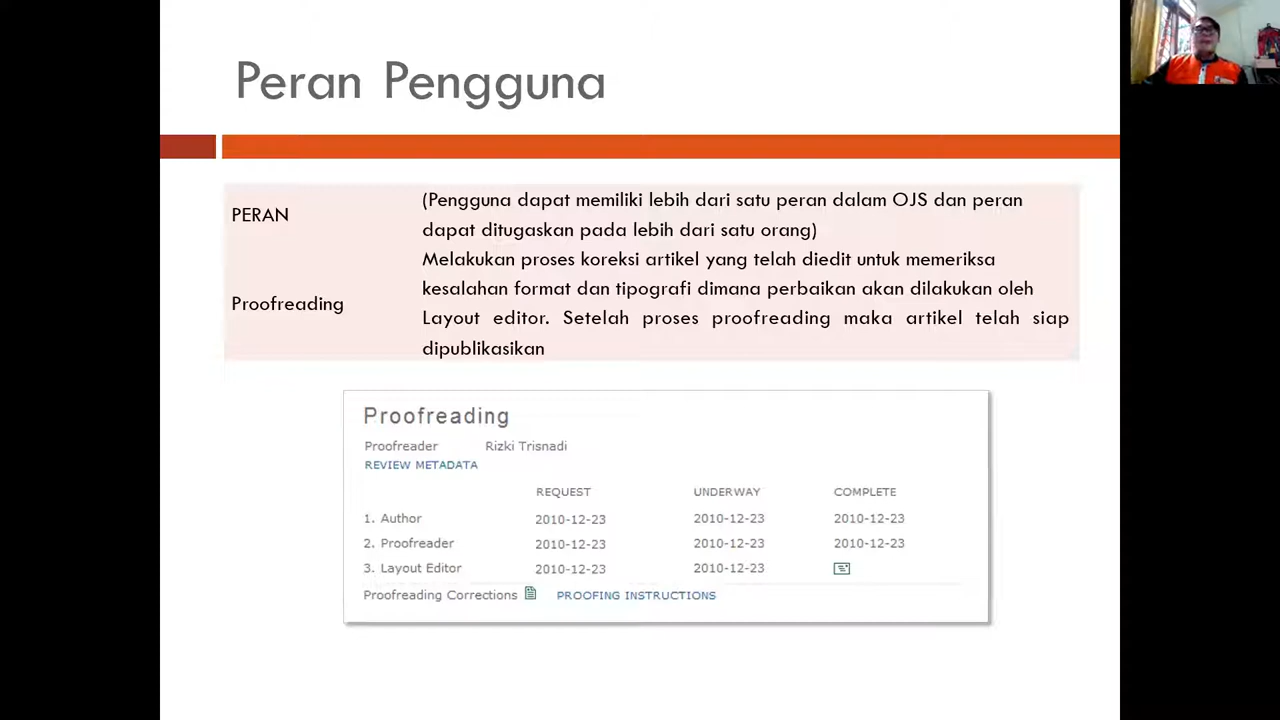 Peran Pengguna
PERAN
(Pengguna dapat memiliki lebih dari satu peran dalam OJS dan peran
dapat ditugaskan pada lebih dari satu orang)
Proofreading
Melakukan proses koreksi artikel yang telah diedit untuk memeriksa
kesalahan format dan tipografi dimana perbaikan akan dilakukan oleh
Layout editor. Setelah proses proofreading maka artikel telah siap
dipublikasikan
Proofreading
Proofreader Rizki Trisnadi
REVIEW METADATA
REQUEST UNDERWAY COMPLETE
1. Author 2010-12-23 2010-12-23 2010-12-23
2. Proofreader 2010-12-23 2010-12-23 2010-12-23
3. Layout Editor 2010-12-23 2010-12-23
Proofreading Corrections PROOFING INSTRUCTIONS